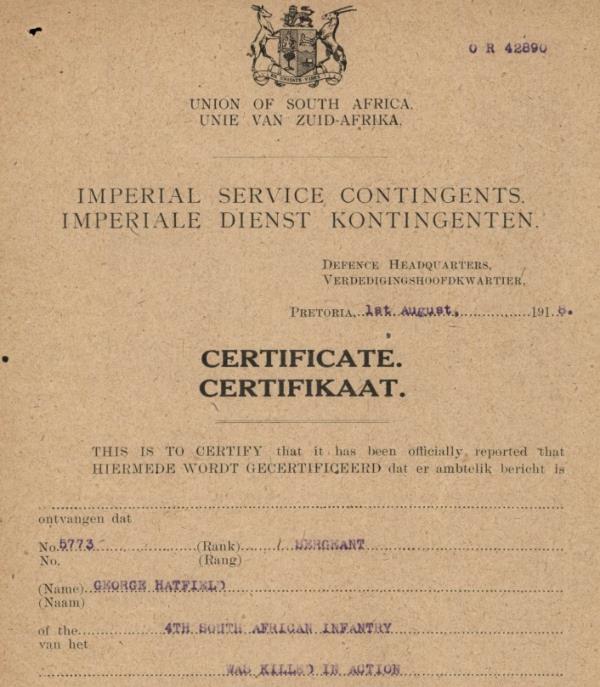 O R 42890
UNION OF SOUTH AFRICA.
UNIE VAN ZUID-AFRIKA.
IMPERIAL SERVICE CONTINGENTS.
IMPERIALE DIENST KONTINGENTEN.
DEFENCE HEADQUARTERS,
VERDEDIGINGSHOOFDKWARTIER,
PRETORIA, 1st August, 1918.
CERTIFICATE.
CERTIFIKAAT.
THIS IS TO CERTIFY that it has been officially reported that
HIERMEDE WORDT GECERTIFICEERD dat er ambtelik bericht is
ontvangen dat
No. 5773 (Rank) SERGEANT
No. (Rang)
(Name) GEORGE HATFIELD
(Naam)
of the 4TH SOUTH AFRICAN INFANTRY
van het
WAS KILLED IN ACTION